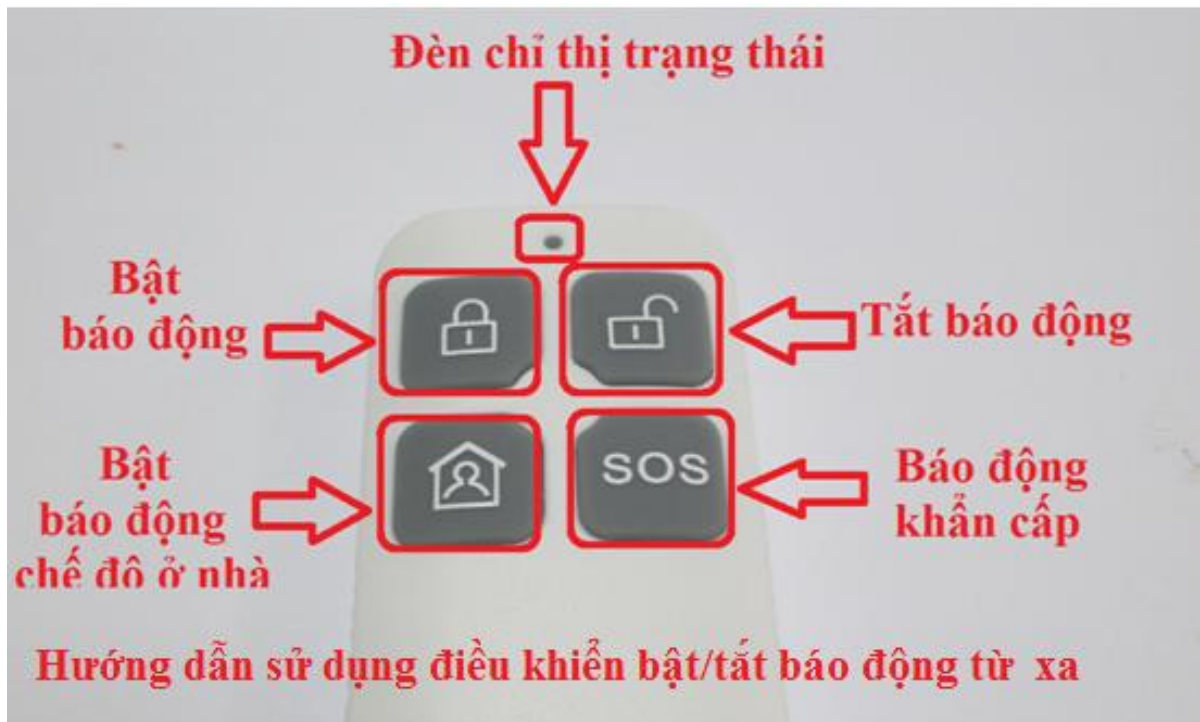 Đèn chỉ thị trạng thái
Bật
báo động
Tắt báo động
Bật
báo động
chế đô ở nhà
SOS
Báo động
khẩn cấp
Hướng dẫn sử dụng điều khiển bật/tắt báo động từ xa